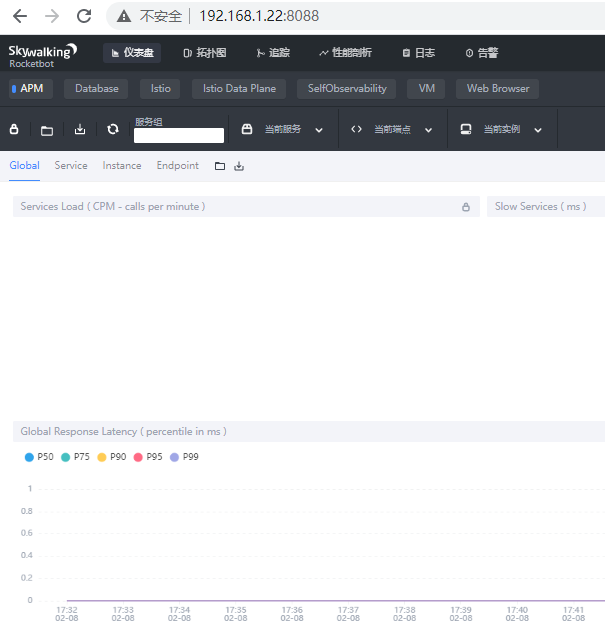 不安全 192.168.1.22:8088
Skywalking 仪表盘 拓扑图 追踪 性能剖析 日志 告警
Rocketbot
APM Database Istio Istio Data Plane SelfObservability VM Web Browser
服务组
当前服务 当前端点 当前实例
Global Service Instance Endpoint
Services Load ( CPM - calls per minute ) Slow Services ( ms )
Global Response Latency ( percentile in ms )
P50 P75 P90 P95 P99
1
0.8
0.6
0.4
0.2
0
17:32 17:33 17:34 17:35 17:36 17:37 17:38 17:39 17:40 17:41
02-08 02-08 02-08 02-08 02-08 02-08 02-08 02-08 02-08 02-08